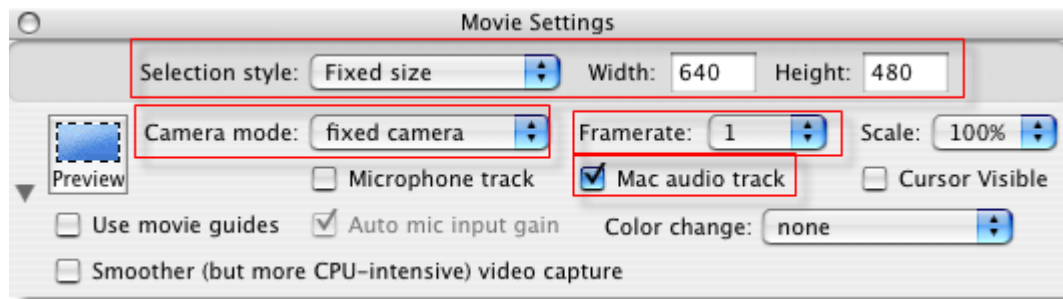 Movie Settings
Selection style: Fixed size Width: 640 Height: 480
Camera mode: fixed camera Framerate: 1 Scale: 100%
Preview Microphone track Mac audio track Cursor Visible
Use movie guides Auto mic input gain Color change: none
Smoother (but more CPU-intensive) video capture